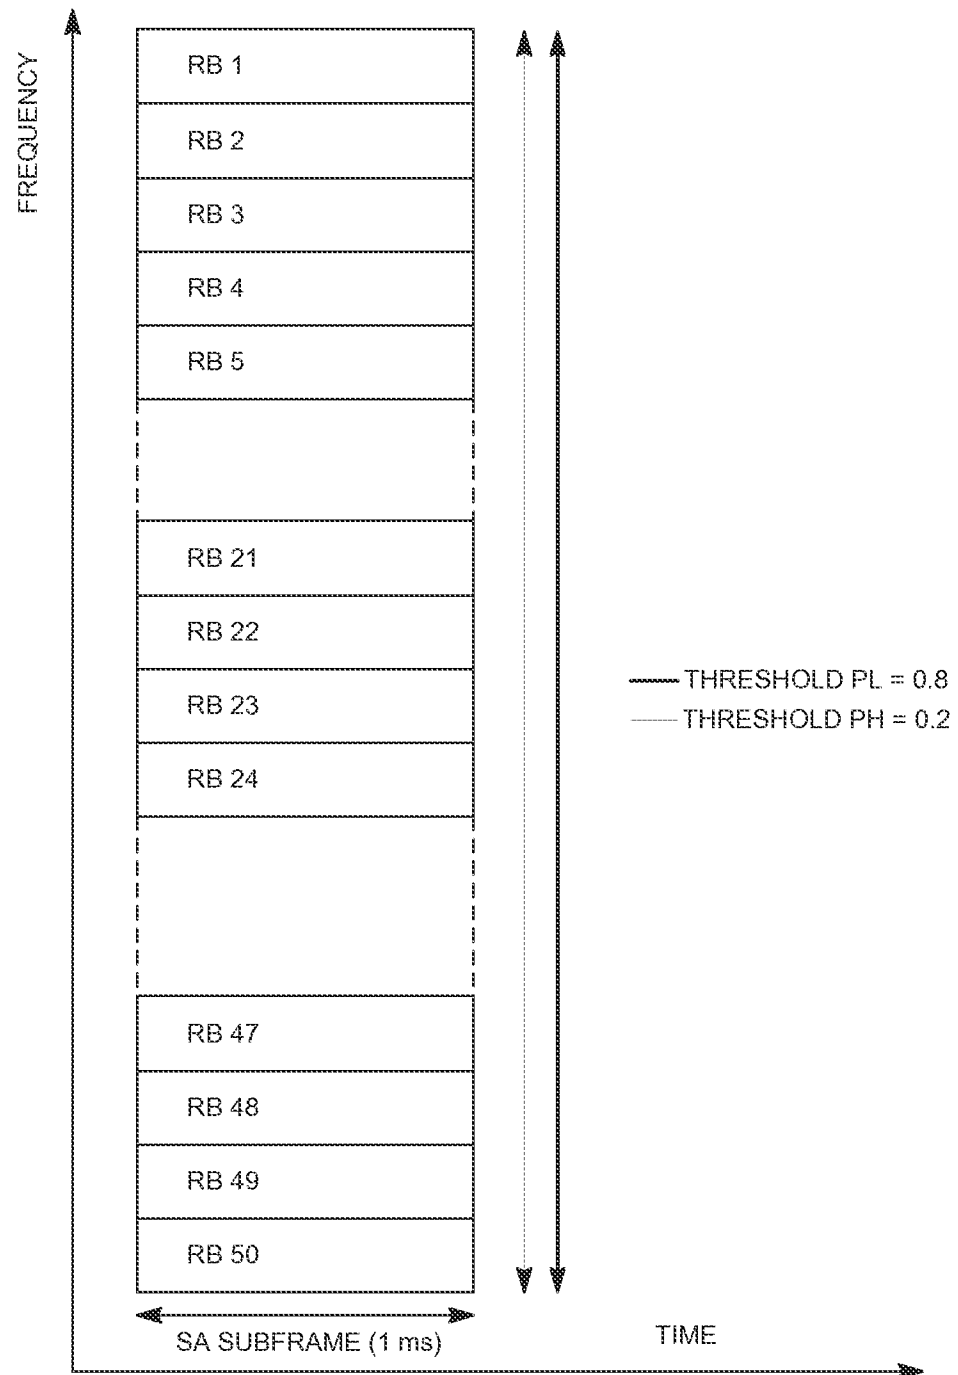 FREQUENCY
RB 1
RB 2
RB 3
RB 4
RB 5
RB 21
RB 22
RB 23
RB 24
RB 47
RB 48
RB 49
RB 50
THRESHOLD PL = 0.8
THRESHOLD PH = 0.2
SA SUBFRAME (1 ms)
TIME